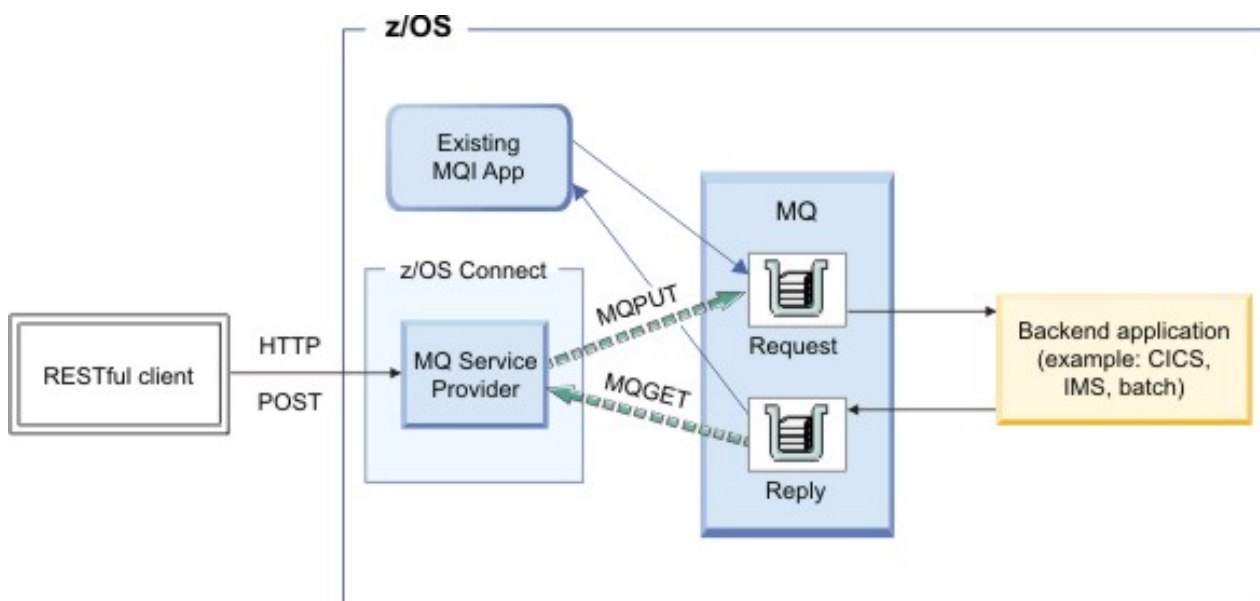 z/OS
Existing
MQI App
MQ
z/OS Connect
MQPUT
HTTP
POST
RESTful client
MQ Service
Provider
Request
MQGET
Reply
Backend application
(example: CICS,
IMS, batch)